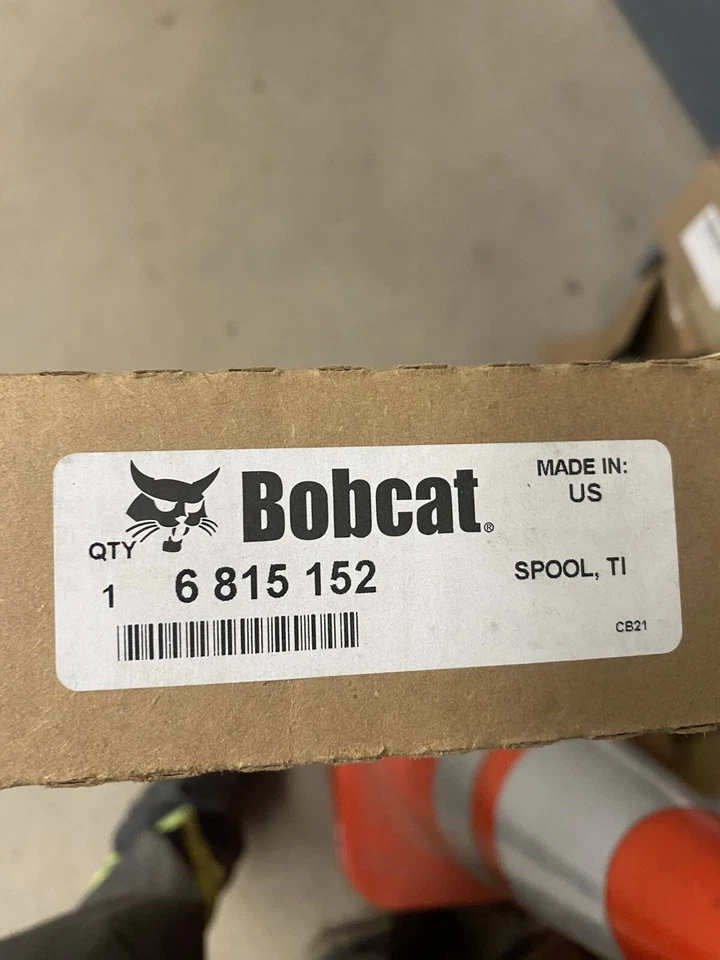 Bobcat®
MADE IN:
US
QTY
1 6 815 152
SPOOL, TI
CB21